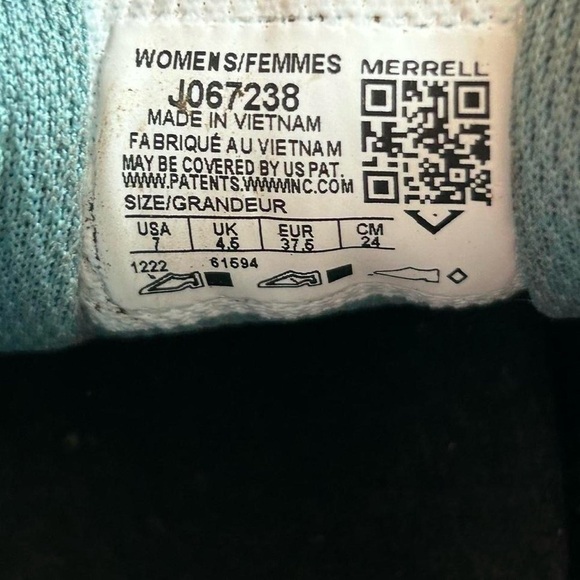 WOMENS/FEMMES MERRELL
J067238
MADE IN VIETNAM
FABRIQUÉ AU VIETNAM
MAY BE COVERED BY US PAT.
WWW.PATENTS.WWWINC.COM
SIZE/GRANDEUR
USA UK EUR CM
7 4.5 37.5 24
1222 61594